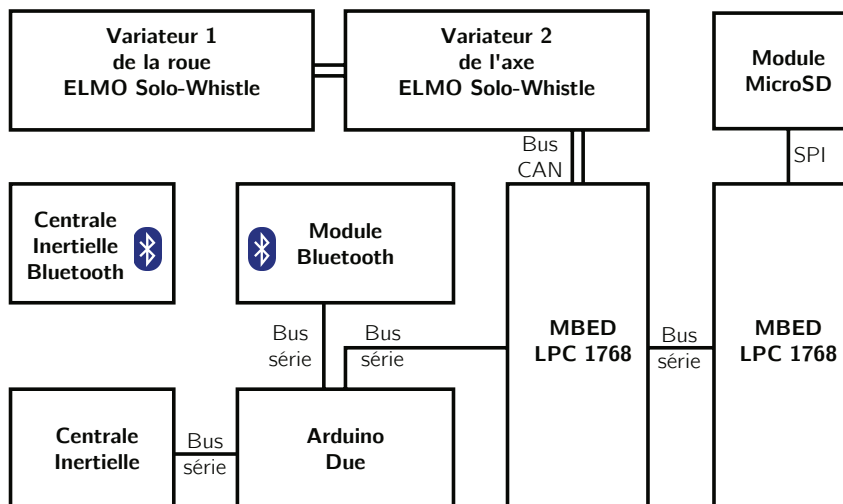 Variateur 1
de la roue
ELMO Solo-Whistle
Variateur 2
de l'axe
ELMO Solo-Whistle
Module
MicroSD
Bus
CAN
SPI
Centrale
Inertielle
Bluetooth
Module
Bluetooth
MBED
LPC 1768
Bus
série
MBED
LPC 1768
Bus
série
Bus
série
Centrale
Inertielle
Bus
série
Arduino
Due